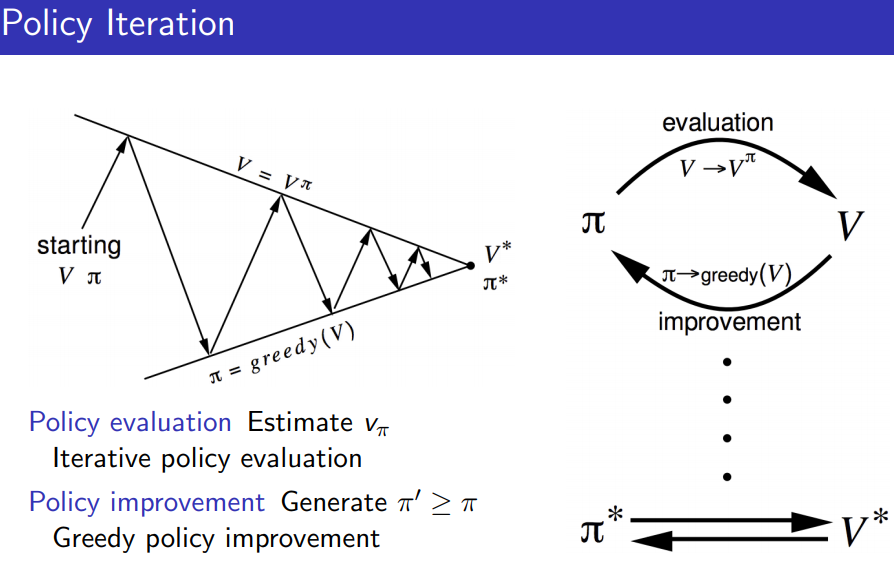 Policy Iteration
starting
V π
V = Vπ
π = greedy(V)
V*
π*
evaluation
V → V^π
π
V
π→greedy(V)
improvement
π*
V*
Policy evaluation Estimate v_π
Iterative policy evaluation
Policy improvement Generate π′ ≥ π
Greedy policy improvement